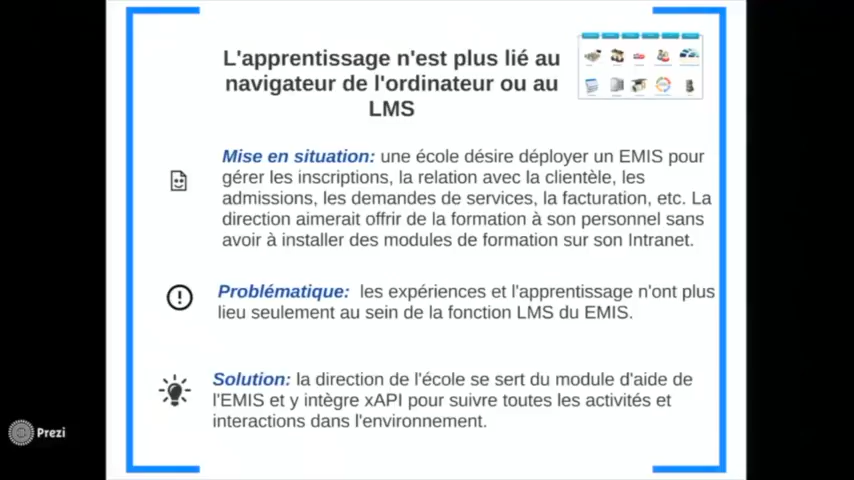 L'apprentissage n'est plus lié au
navigateur de l'ordinateur ou au
LMS
Mise en situation: une école désire déployer un EMIS pour
gérer les inscriptions, la relation avec la clientèle, les
admissions, les demandes de services, la facturation, etc. La
direction aimerait offrir de la formation à son personnel sans
avoir à installer des modules de formation sur son Intranet.
Problématique: les expériences et l'apprentissage n'ont plus
lieu seulement au sein de la fonction LMS du EMIS.
Solution: la direction de l'école se sert du module d'aide de
l'EMIS et y intègre xAPI pour suivre toutes les activités et
interactions dans l'environnement.
Prezi